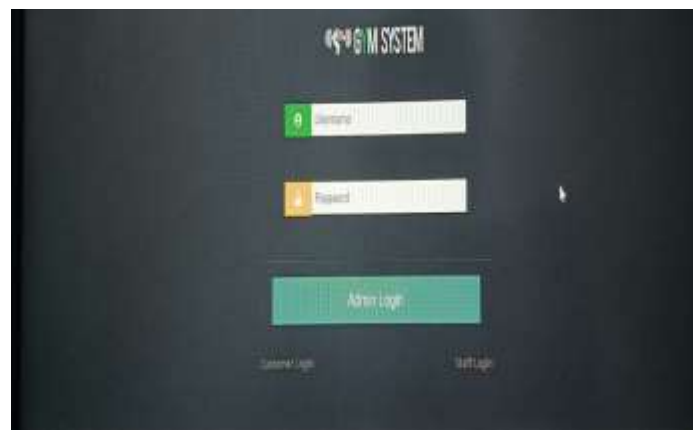 GYM SYSTEM
Username
Password
Admin Login
Customer Login
Staff Login